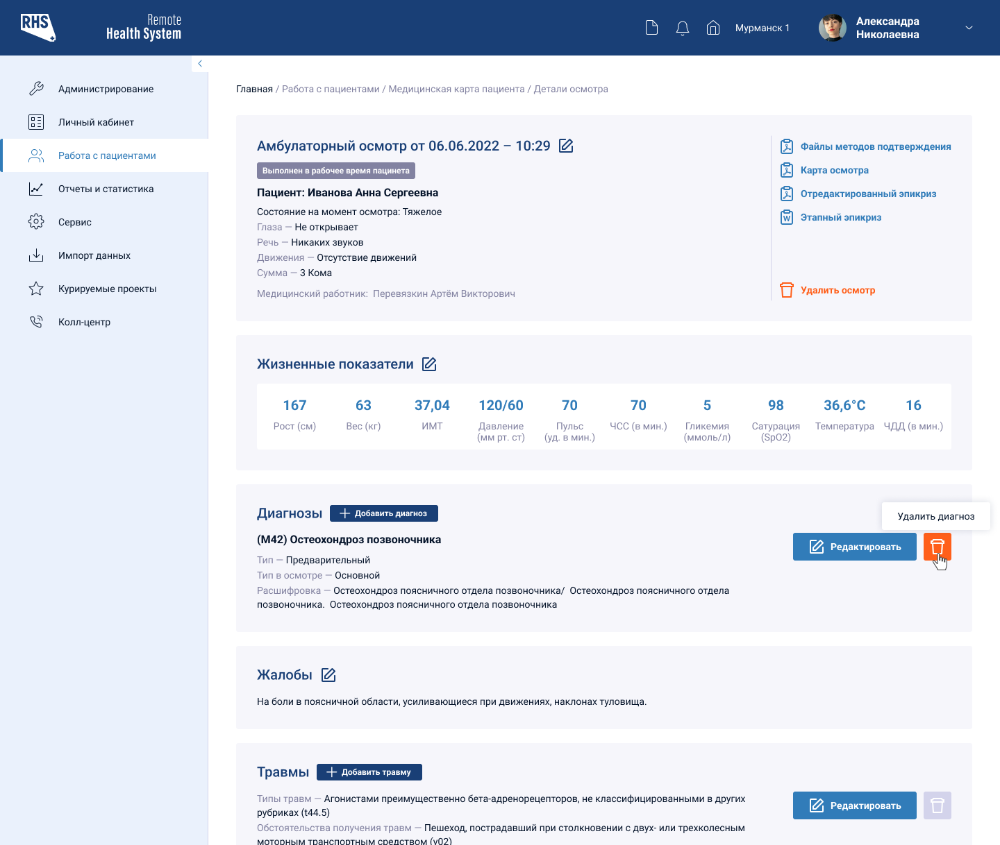 RHS
Remote
Health System
Мурманск 1
Александра
Николаевна
Администрирование
Личный кабинет
Работа с пациентами
Отчеты и статистика
Сервис
Импорт данных
Курируемые проекты
Колл-центр
Главная / Работа с пациентами / Медицинская карта пациента / Детали осмотра
Амбулаторный осмотр от 06.06.2022 – 10:29
Выполнен в рабочее время пацинета
Пациент: Иванова Анна Сергеевна
Состояние на момент осмотра: Тяжелое
Глаза — Не открывает
Речь — Никаких звуков
Движения — Отсутствие движений
Сумма — 3 Кома
Медицинский работник: Перевязкин Артём Викторович
Файлы методов подтверждения
Карта осмотра
Отредактированный эпикриз
Этапный эпикриз
Удалить осмотр
Жизненные показатели
167 63 37,04 120/60 70 70 5 98 36,6°C 16
Рост (см) Вес (кг) ИМТ Давление Пульс ЧСС (в мин.) Гликемия Сатурация Температура ЧДД (в мин.)
(мм рт. ст) (уд. в мин.) (ммоль/л) (SpO2)
Диагнозы
Добавить диагноз
Удалить диагноз
(M42) Остеохондроз позвоночника
Редактировать
Тип — Предварительный
Тип в осмотре — Основной
Расшифровка — Остеохондроз поясничного отдела позвоночника/ Остеохондроз поясничного отдела
позвоночника. Остеохондроз поясничного отдела позвоночника
Жалобы
На боли в поясничной области, усиливающиеся при движениях, наклонах туловища.
Травмы
Добавить травму
Типы травм — Агонистами преимущественно бета-адренорецепторов, не классифицированными в других
рубриках (t44.5)
Редактировать
Обстоятельства получения травм — Пешеход, пострадавший при столкновении с двух- или трехколесным
моторным транспортным средством (v02)